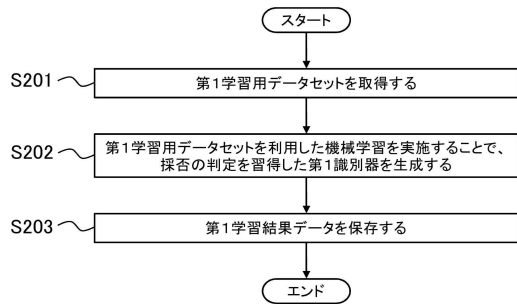 スタート
S201
第1学習用データセットを取得する
S202
第1学習用データセットを利用した機械学習を実施することで、
採否の判定を習得した第1識別器を生成する
S203
第1学習結果データを保存する
エンド